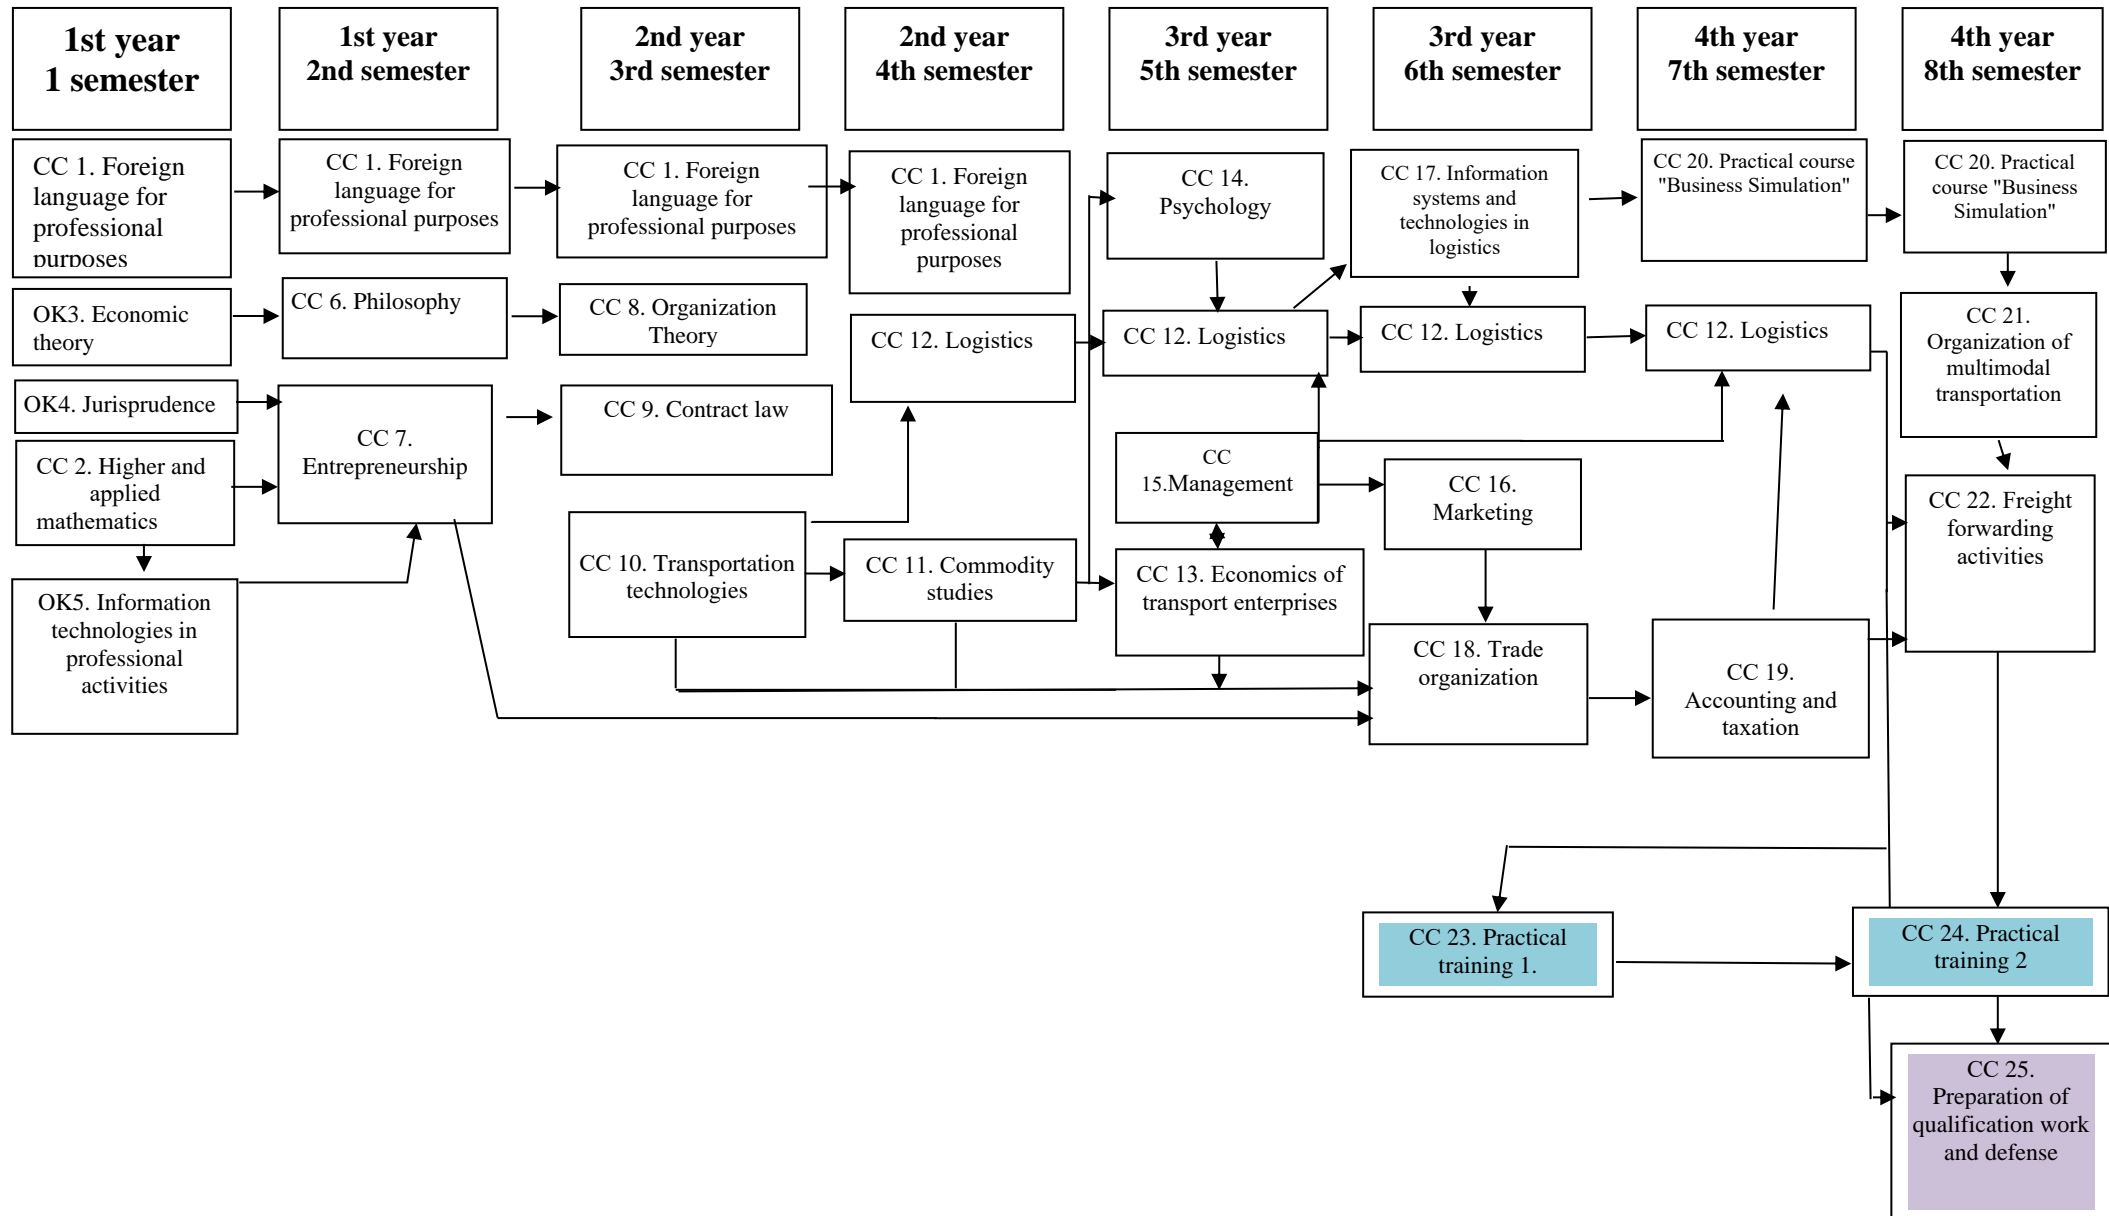 1st year
1 semester
1st year
2nd semester
2nd year
3rd semester
2nd year
4th semester
3rd year
5th semester
3rd year
6th semester
4th year
7th semester
4th year
8th semester
CC 1. Foreign
language for
professional
purposes
CC 1. Foreign
language for
professional purposes
CC 1. Foreign
language for
professional purposes
CC 1. Foreign
language for
professional
purposes
CC 14.
Psychology
CC 17. Information
systems and
technologies in
logistics
CC 20. Practical course
"Business Simulation"
CC 20. Practical
course "Business
Simulation"
OK3. Economic
theory
CC 6. Philosophy
CC 8. Organization
Theory
CC 12. Logistics
CC 12. Logistics
CC 12. Logistics
CC 12. Logistics
CC 21.
Organization of
multimodal
transportation
OK4. Jurisprudence
CC 2. Higher and
applied
mathematics
CC 7.
Entrepreneurship
CC 9. Contract law
CC
15.Management
CC 16.
Marketing
CC 22. Freight
forwarding
activities
OK5. Information
technologies in
professional
activities
CC 10. Transportation
technologies
CC 11. Commodity
studies
CC 13. Economics of
transport enterprises
CC 18. Trade
organization
CC 19.
Accounting and
taxation
CC 23. Practical
training 1.
CC 24. Practical
training 2
CC 25.
Preparation of
qualification work
and defense